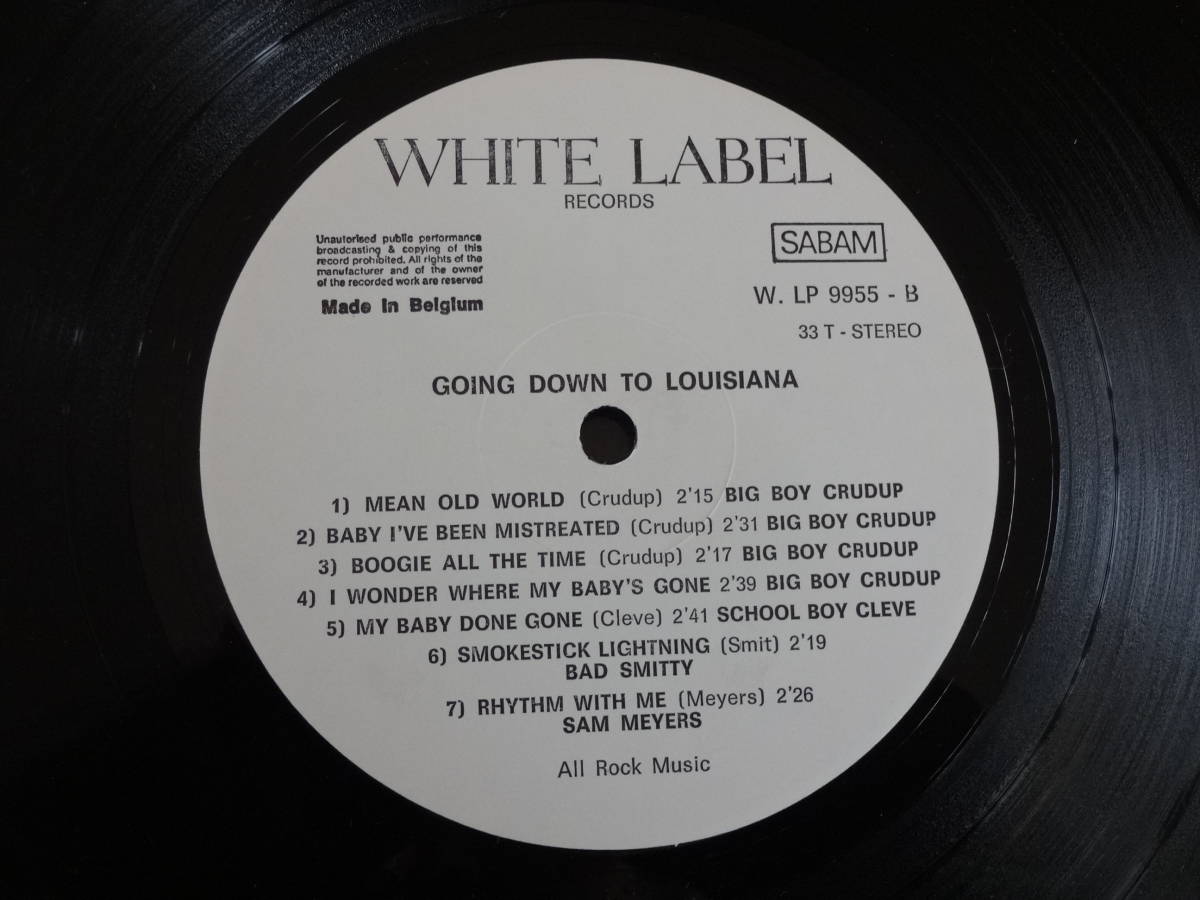 WHITE LABEL
RECORDS
Unautorised public performance
broadcasting & copying of this
record prohibited. All rights of the
manufacturer and of the owner
of the recorded work are reserved
Made In Belgium
SABAM
W. LP 9955 - B
33 T - STEREO
GOING DOWN TO LOUISIANA
1) MEAN OLD WORLD (Crudup) 2'15 BIG BOY CRUDUP
2) BABY I'VE BEEN MISTREATED (Crudup) 2'31 BIG BOY CRUDUP
3) BOOGIE ALL THE TIME (Crudup) 2'17 BIG BOY CRUDUP
4) I WONDER WHERE MY BABY'S GONE 2'39 BIG BOY CRUDUP
5) MY BABY DONE GONE (Cleve) 2'41 SCHOOL BOY CLEVE
6) SMOKESTICK LIGHTNING (Smit) 2'19
BAD SMITTY
7) RHYTHM WITH ME (Meyers) 2'26
SAM MEYERS
All Rock Music